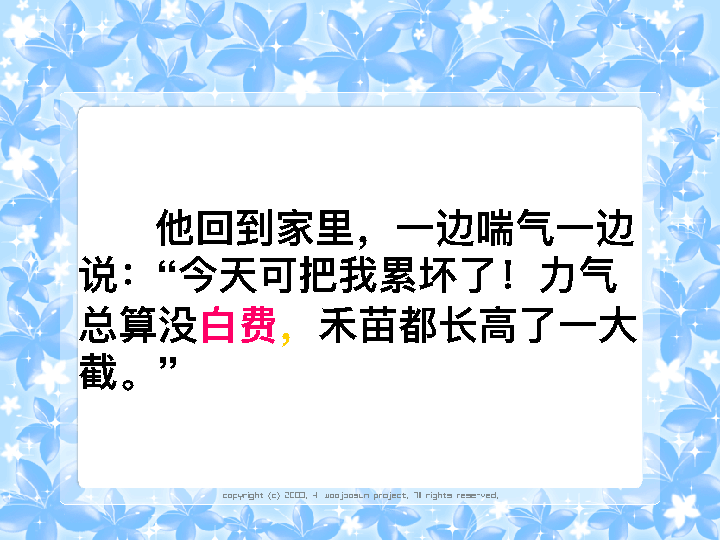 他回到家里，一边喘气一边
说：“今天可把我累坏了！力气
总算没白费，禾苗都长高了一大
截。”
copyright (c) 2003.
project. All rights reserved.